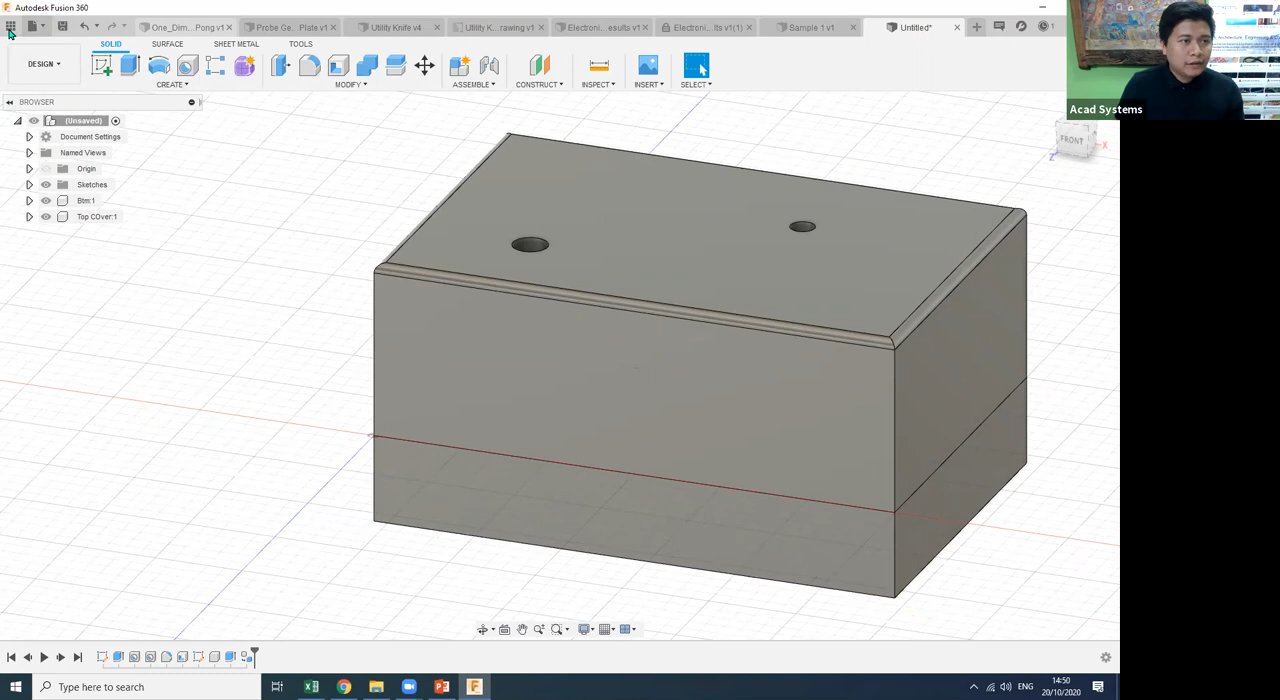 Autodesk Fusion 360
One_Dim... Pong v1
Probe Ge...Plate v1
Utility Knife v4
Utility K...rawing v1
Electroni...esults v1
Electroni...lts v1(1)
Sample 1 v1
Untitled*
1
SOLID SURFACE SHEET METAL TOOLS
DESIGN
CREATE MODIFY ASSEMBLE CONSTRUCT INSPECT INSERT SELECT
Acad Systems
BROWSER
(Unsaved)
Document Settings
Named Views
Origin
Sketches
Btm:1
Top COver:1
FRONT
X
Z
Type here to search
ENG
14:50
20/10/2020